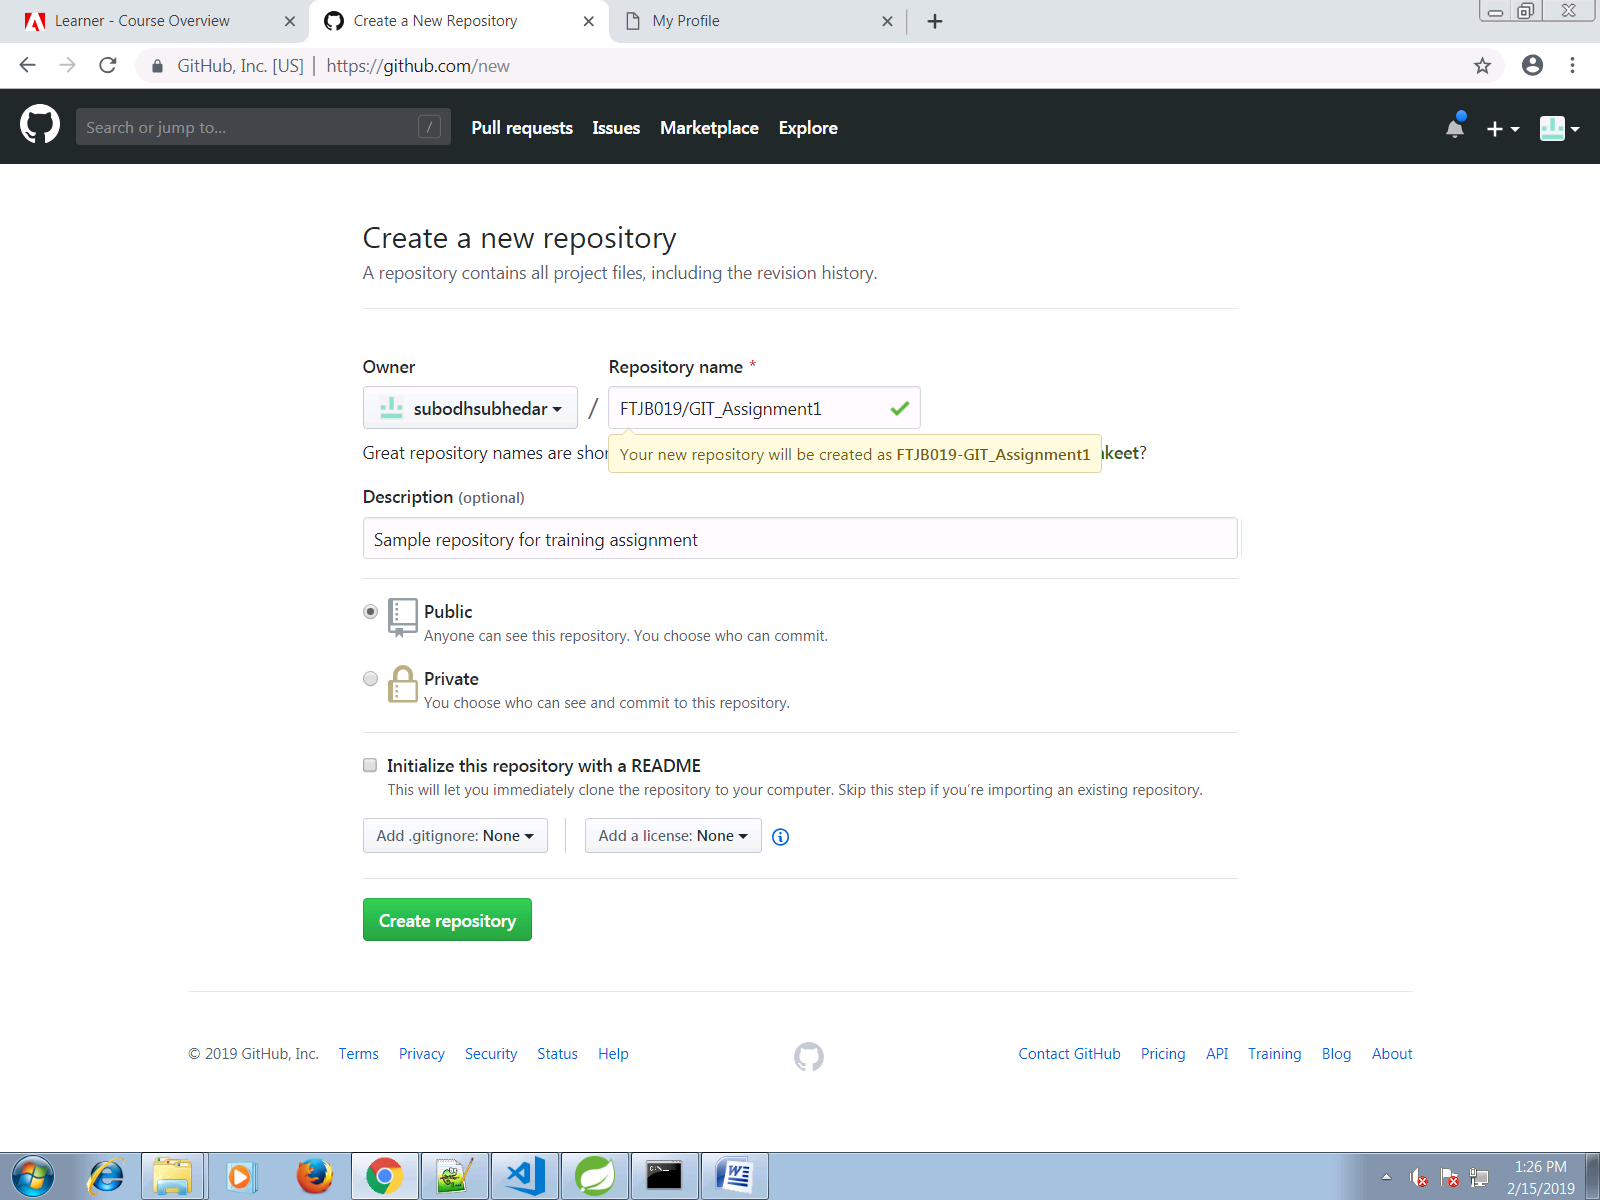 Learner - Course Overview
Create a New Repository
My Profile
GitHub, Inc. [US] | https://github.com/new
Search or jump to... /
Pull requests Issues Marketplace Explore
Create a new repository
A repository contains all project files, including the revision history.
Owner Repository name *
subodhsubhedar / FTJB019/GIT_Assignment1
Great repository names are shor keet?
Your new repository will be created as FTJB019-GIT_Assignment1
Description (optional)
Sample repository for training assignment
Public
Anyone can see this repository. You choose who can commit.
Private
You choose who can see and commit to this repository.
Initialize this repository with a README
This will let you immediately clone the repository to your computer. Skip this step if you’re importing an existing repository.
Add .gitignore: None Add a license: None
Create repository
© 2019 GitHub, Inc. Terms Privacy Security Status Help Contact GitHub Pricing API Training Blog About
1:26 PM
2/15/2019